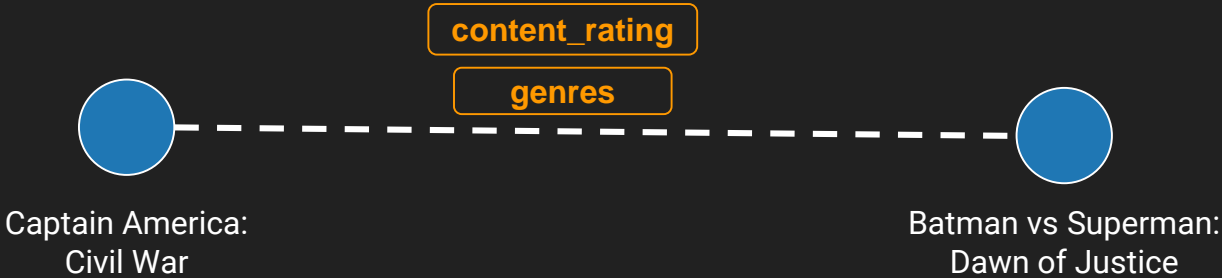 content_rating
genres
Captain America:
Civil War
Batman vs Superman:
Dawn of Justice